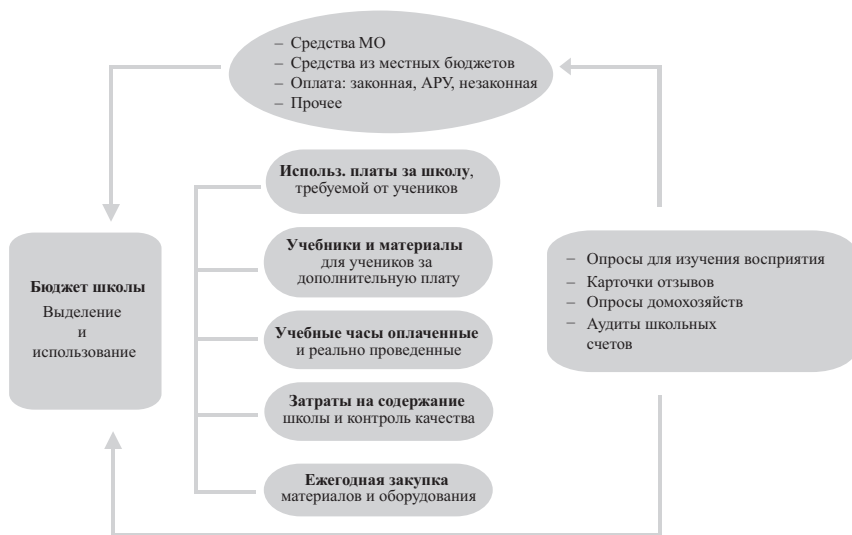 – Средства МО
– Средства из местных бюджетов
– Оплата: законная, АРУ, незаконная
– Прочее
Использ. платы за школу,
требуемой от учеников
Учебники и материалы
для учеников за
дополнительную плату
Учебные часы оплаченные
и реально проведенные
Затраты на содержание
школы и контроль качества
Ежегодная закупка
материалов и оборудования
Бюджет школы
Выделение
и
использование
– Опросы для изучения восприятия
– Карточки отзывов
– Опросы домохозяйств
– Аудиты школьных
счетов